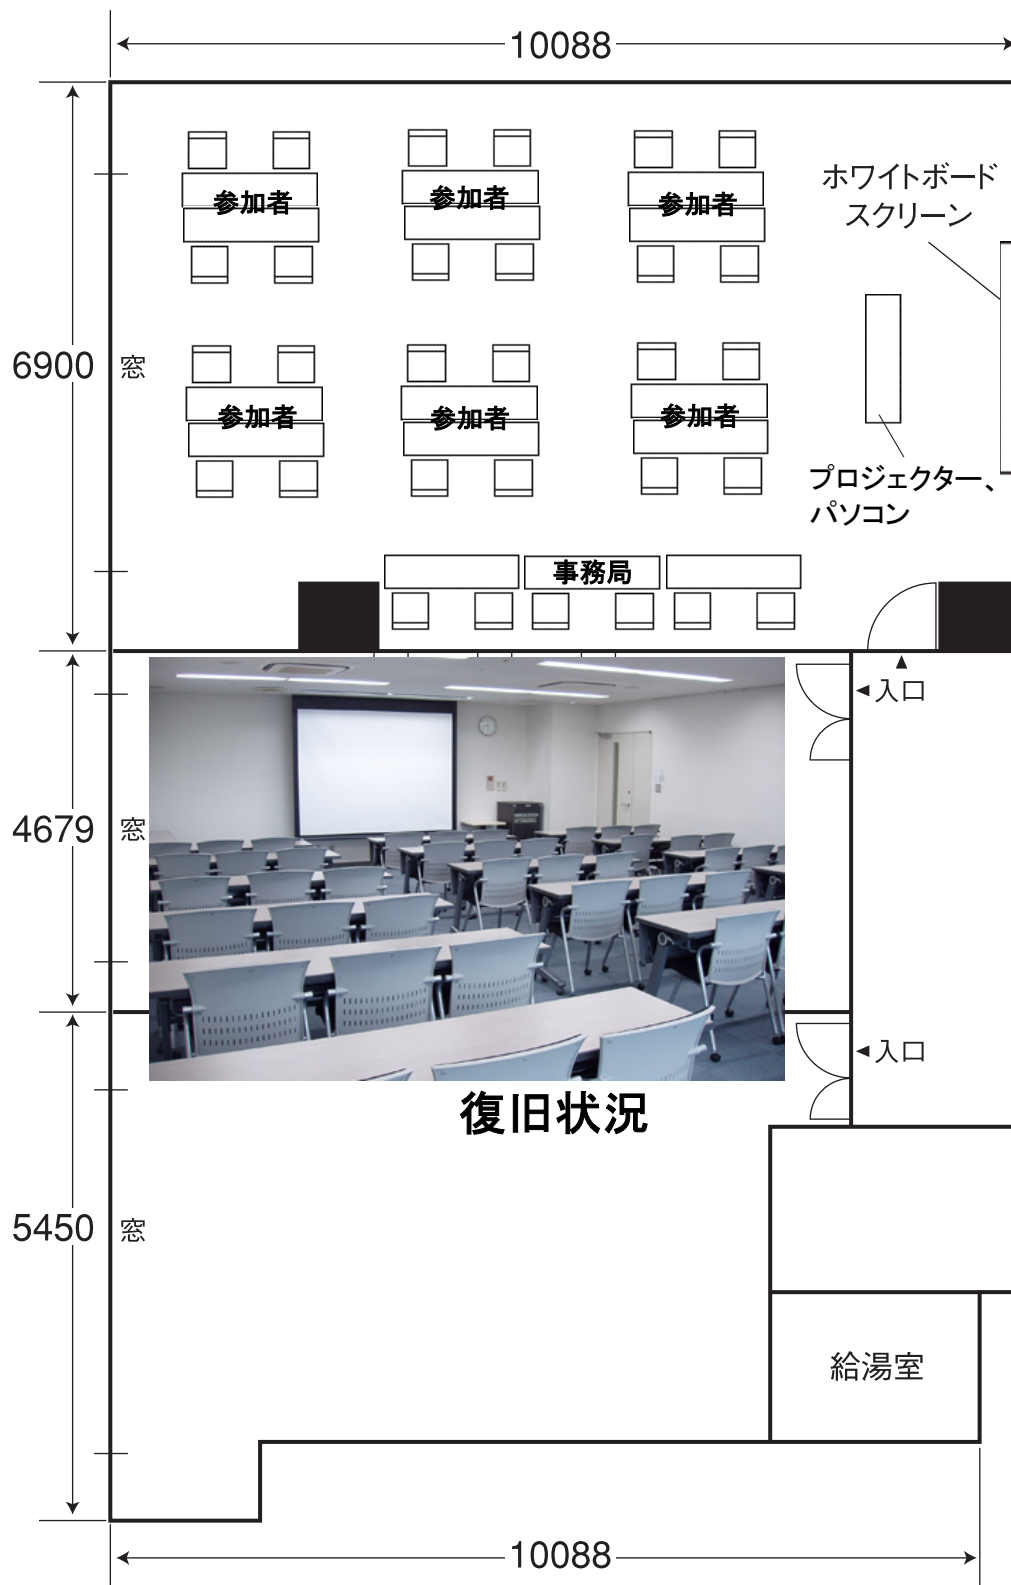 10088
参加者
参加者
参加者
ホワイトボード
スクリーン
6900
窓
参加者
参加者
参加者
プロジェクター、
パソコン
事務局
入口
4679
窓
入口
復旧状況
5450
窓
給湯室
10088